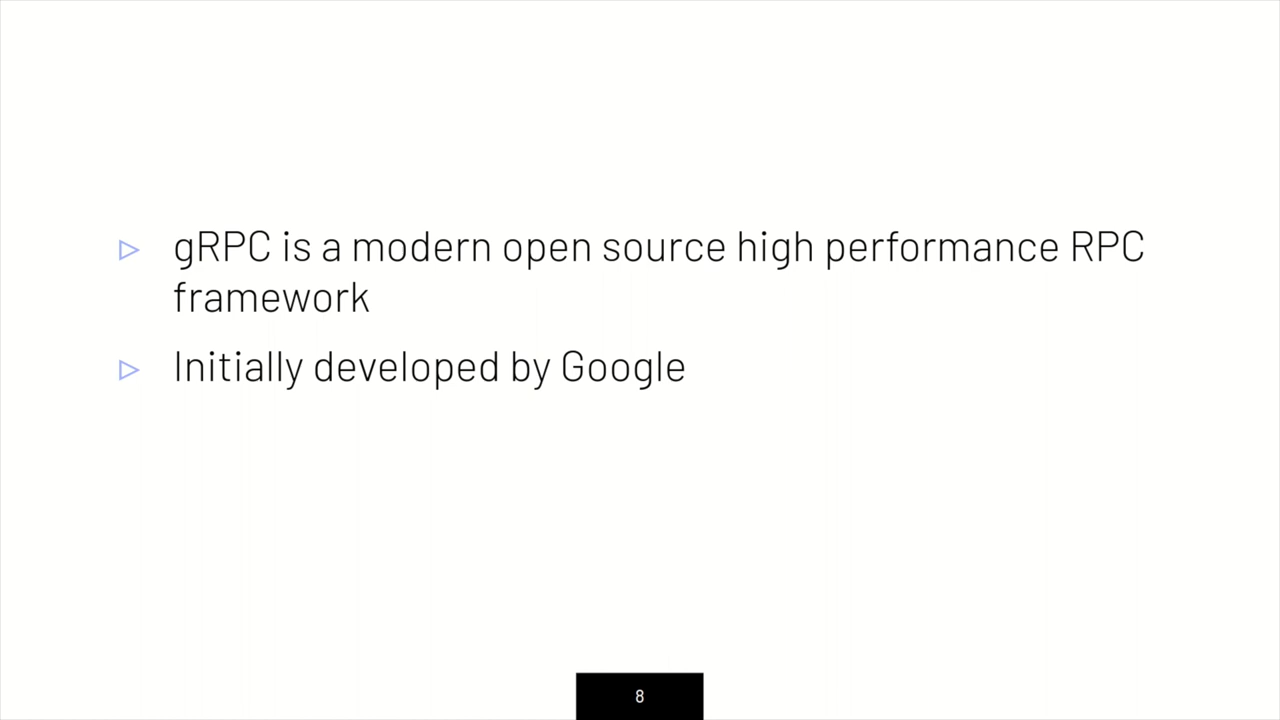 gRPC is a modern open source high performance RPC
framework
Initially developed by Google
8